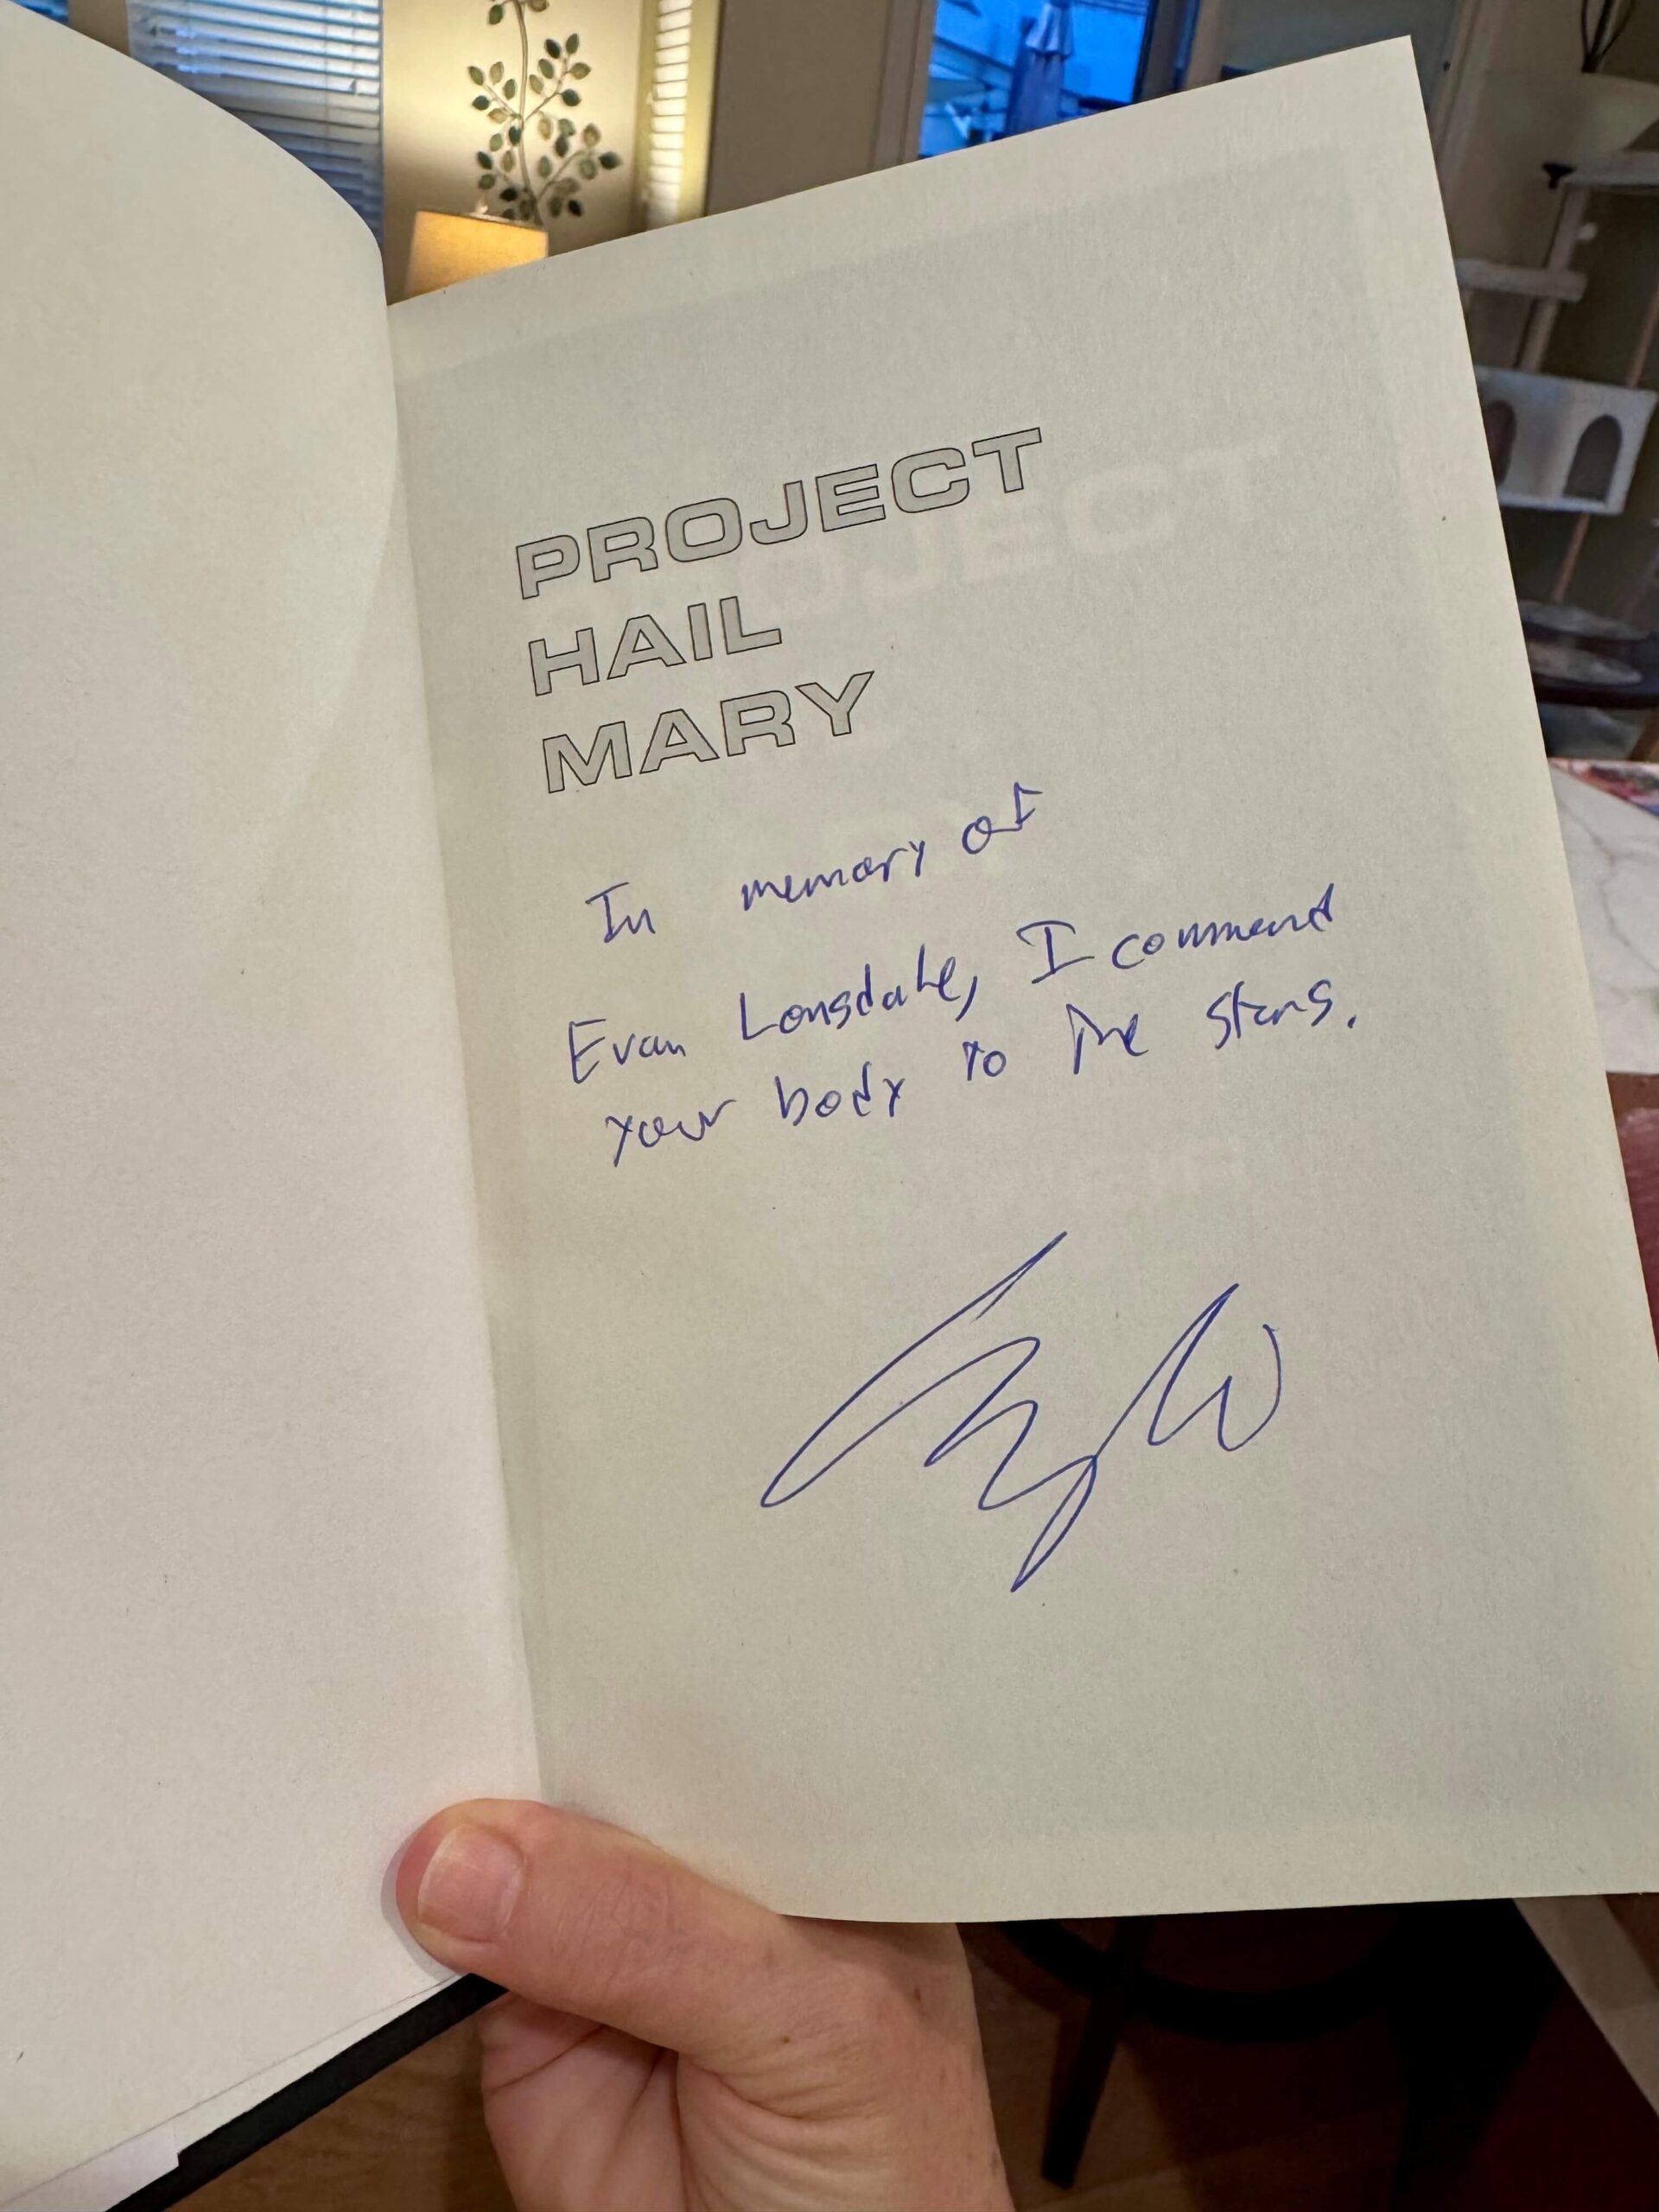 PROJECT
HAIL
MARY
In memory of
Evan Lonsdale, I commend
your body to the stars.